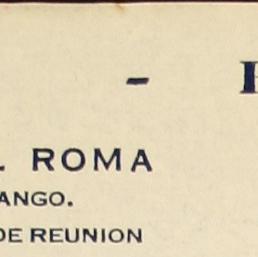 -
. ROMA
ANGO.
DE REUNION